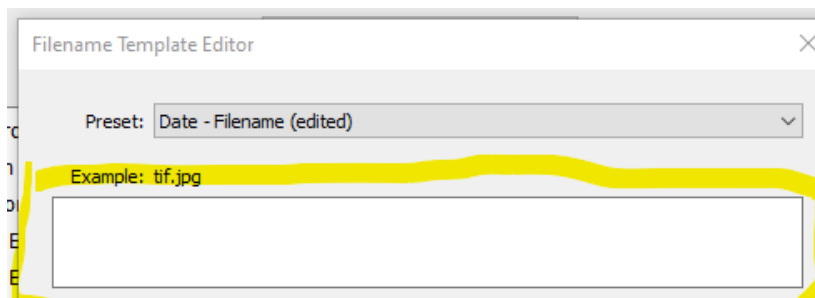 Filename Template Editor
Preset: Date - Filename (edited)
Example: tif.jpg
E
E